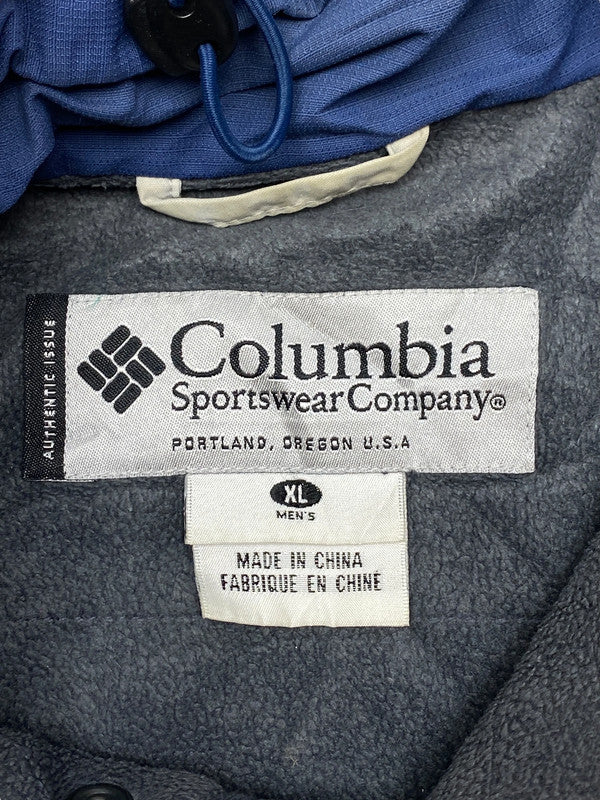 AUTHENTIC ISSUE
Columbia
Sportswear Company®
PORTLAND, OREGON U.S.A
XL
MEN'S
MADE IN CHINA
FABRIQUE EN CHINE